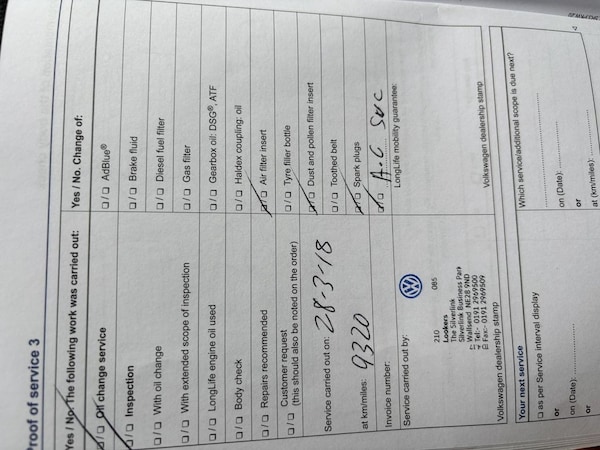 Proof of service 3
Yes / No. The following work was carried out:
/ Oil change service
/ Inspection
□ / □ With oil change
□ / □ With extended scope of inspection
□ / □ LongLife engine oil used
□ / □ Body check
□ / □ Repairs recommended
□ / □ Customer request
(this should also be noted on the order)
Service carried out on: 28-3-18
at km/miles: 9320
Invoice number:
Service carried out by:
210 085
Lookers
The Silverlink
Silverlink Business Park
Wallsend NE28 9ND
Tel:- 0191 2969500
Fax:- 0191 2969509
Volkswagen dealership stamp
Yes / No. Change of:
□ / □ AdBlue®
□ / □ Brake fluid
□ / □ Diesel fuel filter
□ / □ Gas filter
□ / □ Gearbox oil: DSG®, ATF
□ / □ Haldex coupling: oil
□ / □ Air filter insert
□ / □ Tyre filler bottle
□ / □ Dust and pollen filter insert
□ / □ Toothed belt
□ / □ Spark plugs
□ / □ A.C SVC
LongLife mobility guarantee:
Volkswagen dealership stamp
Your next service
□ as per Service interval display
or
on (Date):
or
Which service/additional scope is due next?
on (Date):
or
at (km/miles):